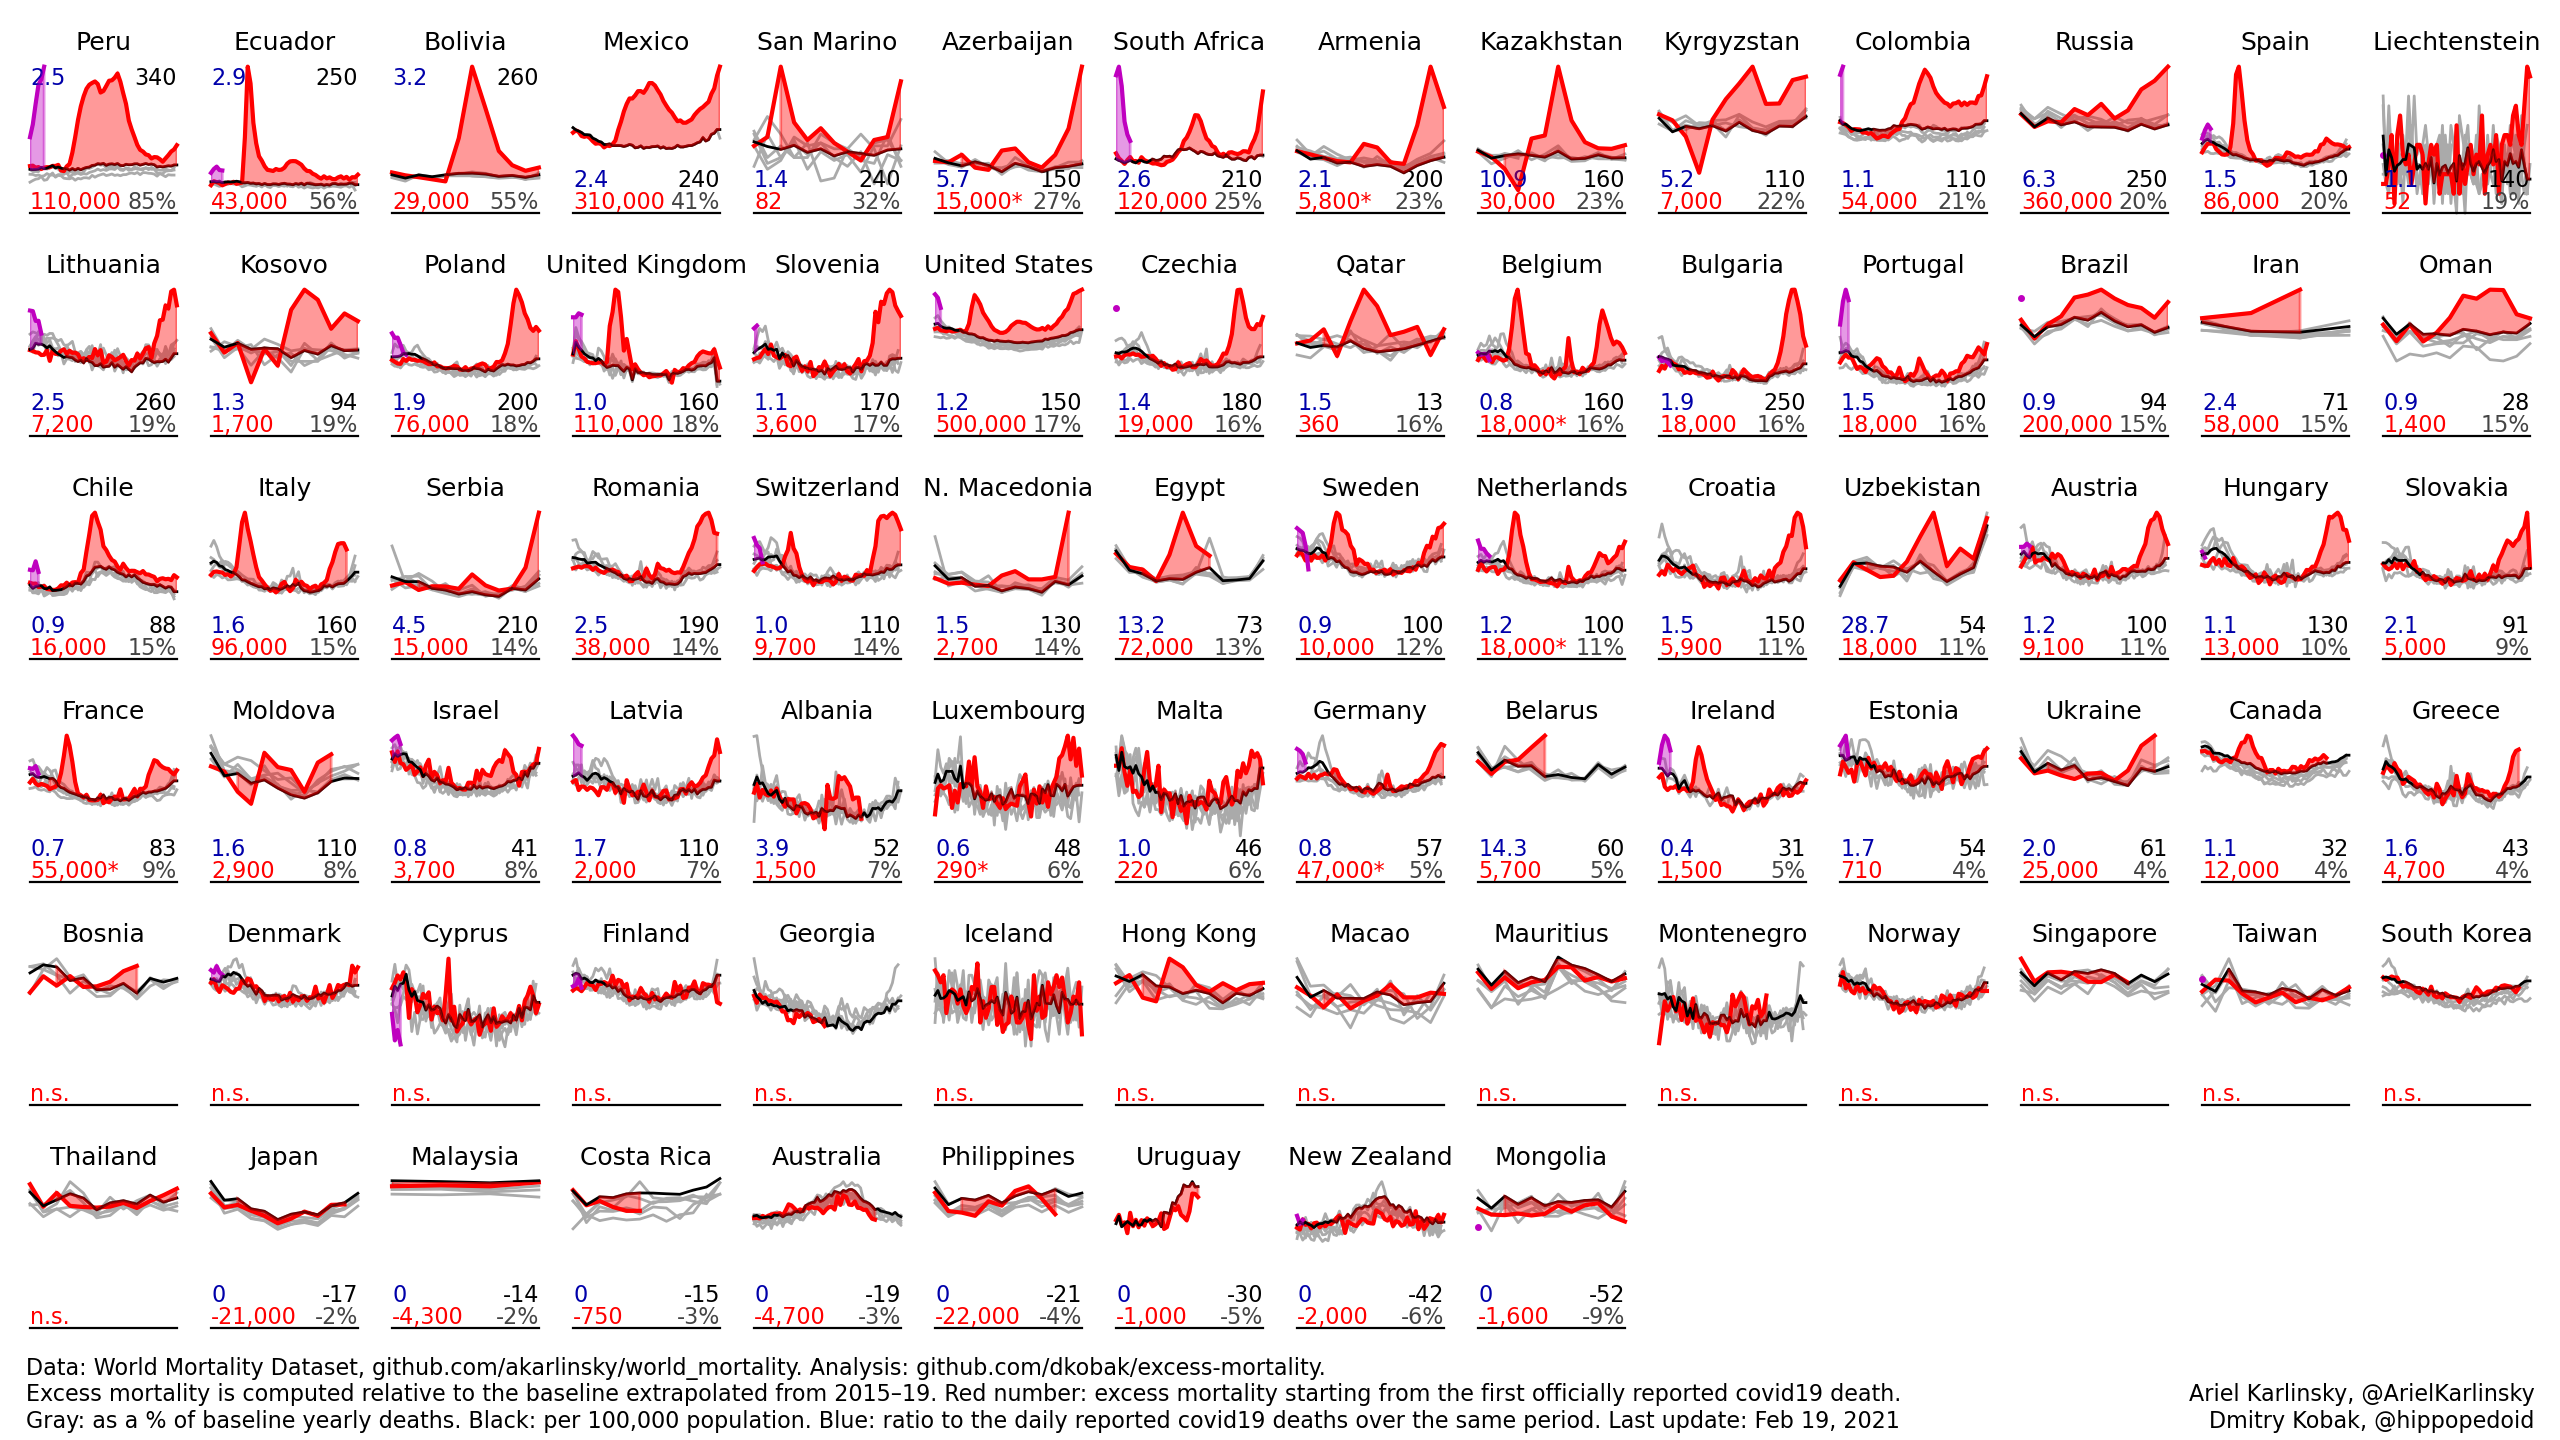 Peru Ecuador Bolivia Mexico San Marino Azerbaijan South Africa Armenia Kazakhstan Kyrgyzstan Colombia Russia Spain Liechtenstein
2.5 340 2.9 250 3.2 260
2.4 240 1.4 240 5.7 150 2.6 210 2.1 200 10.9 160 5.2 110 1.1 110 6.3 250 1.5 180 1.1 140
110,000 85% 43,000 56% 29,000 55% 310,000 41% 82 32% 15,000* 27% 120,000 25% 5,800* 23% 30,000 23% 7,000 22% 54,000 21% 360,000 20% 86,000 20% 52 19%
Lithuania Kosovo Poland United Kingdom Slovenia United States Czechia Qatar Belgium Bulgaria Portugal Brazil Iran Oman
2.5 260 1.3 94 1.9 200 1.0 160 1.1 170 1.2 150 1.4 180 1.5 13 0.8 160 1.9 250 1.5 180 0.9 94 2.4 71 0.9 28
7,200 19% 1,700 19% 76,000 18% 110,000 18% 3,600 17% 500,000 17% 19,000 16% 360 16% 18,000* 16% 18,000 16% 18,000 16% 200,000 15% 58,000 15% 1,400 15%
Chile Italy Serbia Romania Switzerland N. Macedonia Egypt Sweden Netherlands Croatia Uzbekistan Austria Hungary Slovakia
0.9 88 1.6 160 4.5 210 2.5 190 1.0 110 1.5 130 13.2 73 0.9 100 1.2 100 1.5 150 28.7 54 1.2 100 1.1 130 2.1 91
16,000 15% 96,000 15% 15,000 14% 38,000 14% 9,700 14% 2,700 14% 72,000 13% 10,000 12% 18,000* 11% 5,900 11% 18,000 11% 9,100 11% 13,000 10% 5,000 9%
France Moldova Israel Latvia Albania Luxembourg Malta Germany Belarus Ireland Estonia Ukraine Canada Greece
0.7 83 1.6 110 0.8 41 1.7 110 3.9 52 0.6 48 1.0 46 0.8 57 14.3 60 0.4 31 1.7 54 2.0 61 1.1 32 1.6 43
55,000* 9% 2,900 8% 3,700 8% 2,000 7% 1,500 7% 290* 6% 220 6% 47,000* 5% 5,700 5% 1,500 5% 710 4% 25,000 4% 12,000 4% 4,700 4%
Bosnia Denmark Cyprus Finland Georgia Iceland Hong Kong Macao Mauritius Montenegro Norway Singapore Taiwan South Korea
n.s. n.s. n.s. n.s. n.s. n.s. n.s. n.s. n.s. n.s. n.s. n.s. n.s. n.s.
Thailand Japan Malaysia Costa Rica Australia Philippines Uruguay New Zealand Mongolia
0 -17 0 -14 0 -15 0 -19 0 -21 0 -30 0 -42 0 -52
n.s. -21,000 -2% -4,300 -2% -750 -3% -4,700 -3% -22,000 -4% -1,000 -5% -2,000 -6% -1,600 -9%
Data: World Mortality Dataset, github.com/akarlinsky/world_mortality. Analysis: github.com/dkobak/excess-mortality.
Excess mortality is computed relative to the baseline extrapolated from 2015–19. Red number: excess mortality starting from the first officially reported covid19 death.
Gray: as a % of baseline yearly deaths. Black: per 100,000 population. Blue: ratio to the daily reported covid19 deaths over the same period. Last update: Feb 19, 2021
Ariel Karlinsky, @ArielKarlinsky
Dmitry Kobak, @hippopedoid